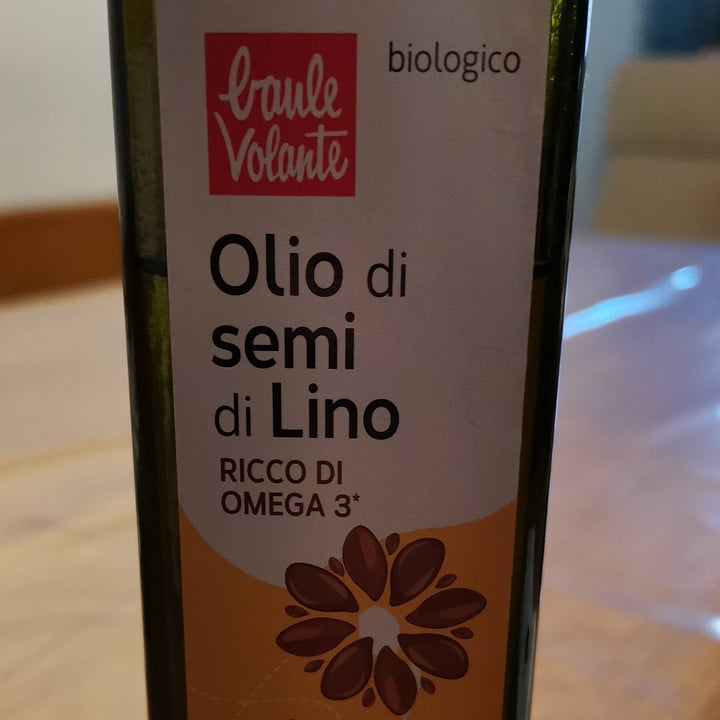 baule
Volante
biologico
Olio di
semi
di Lino
RICCO DI
OMEGA 3*